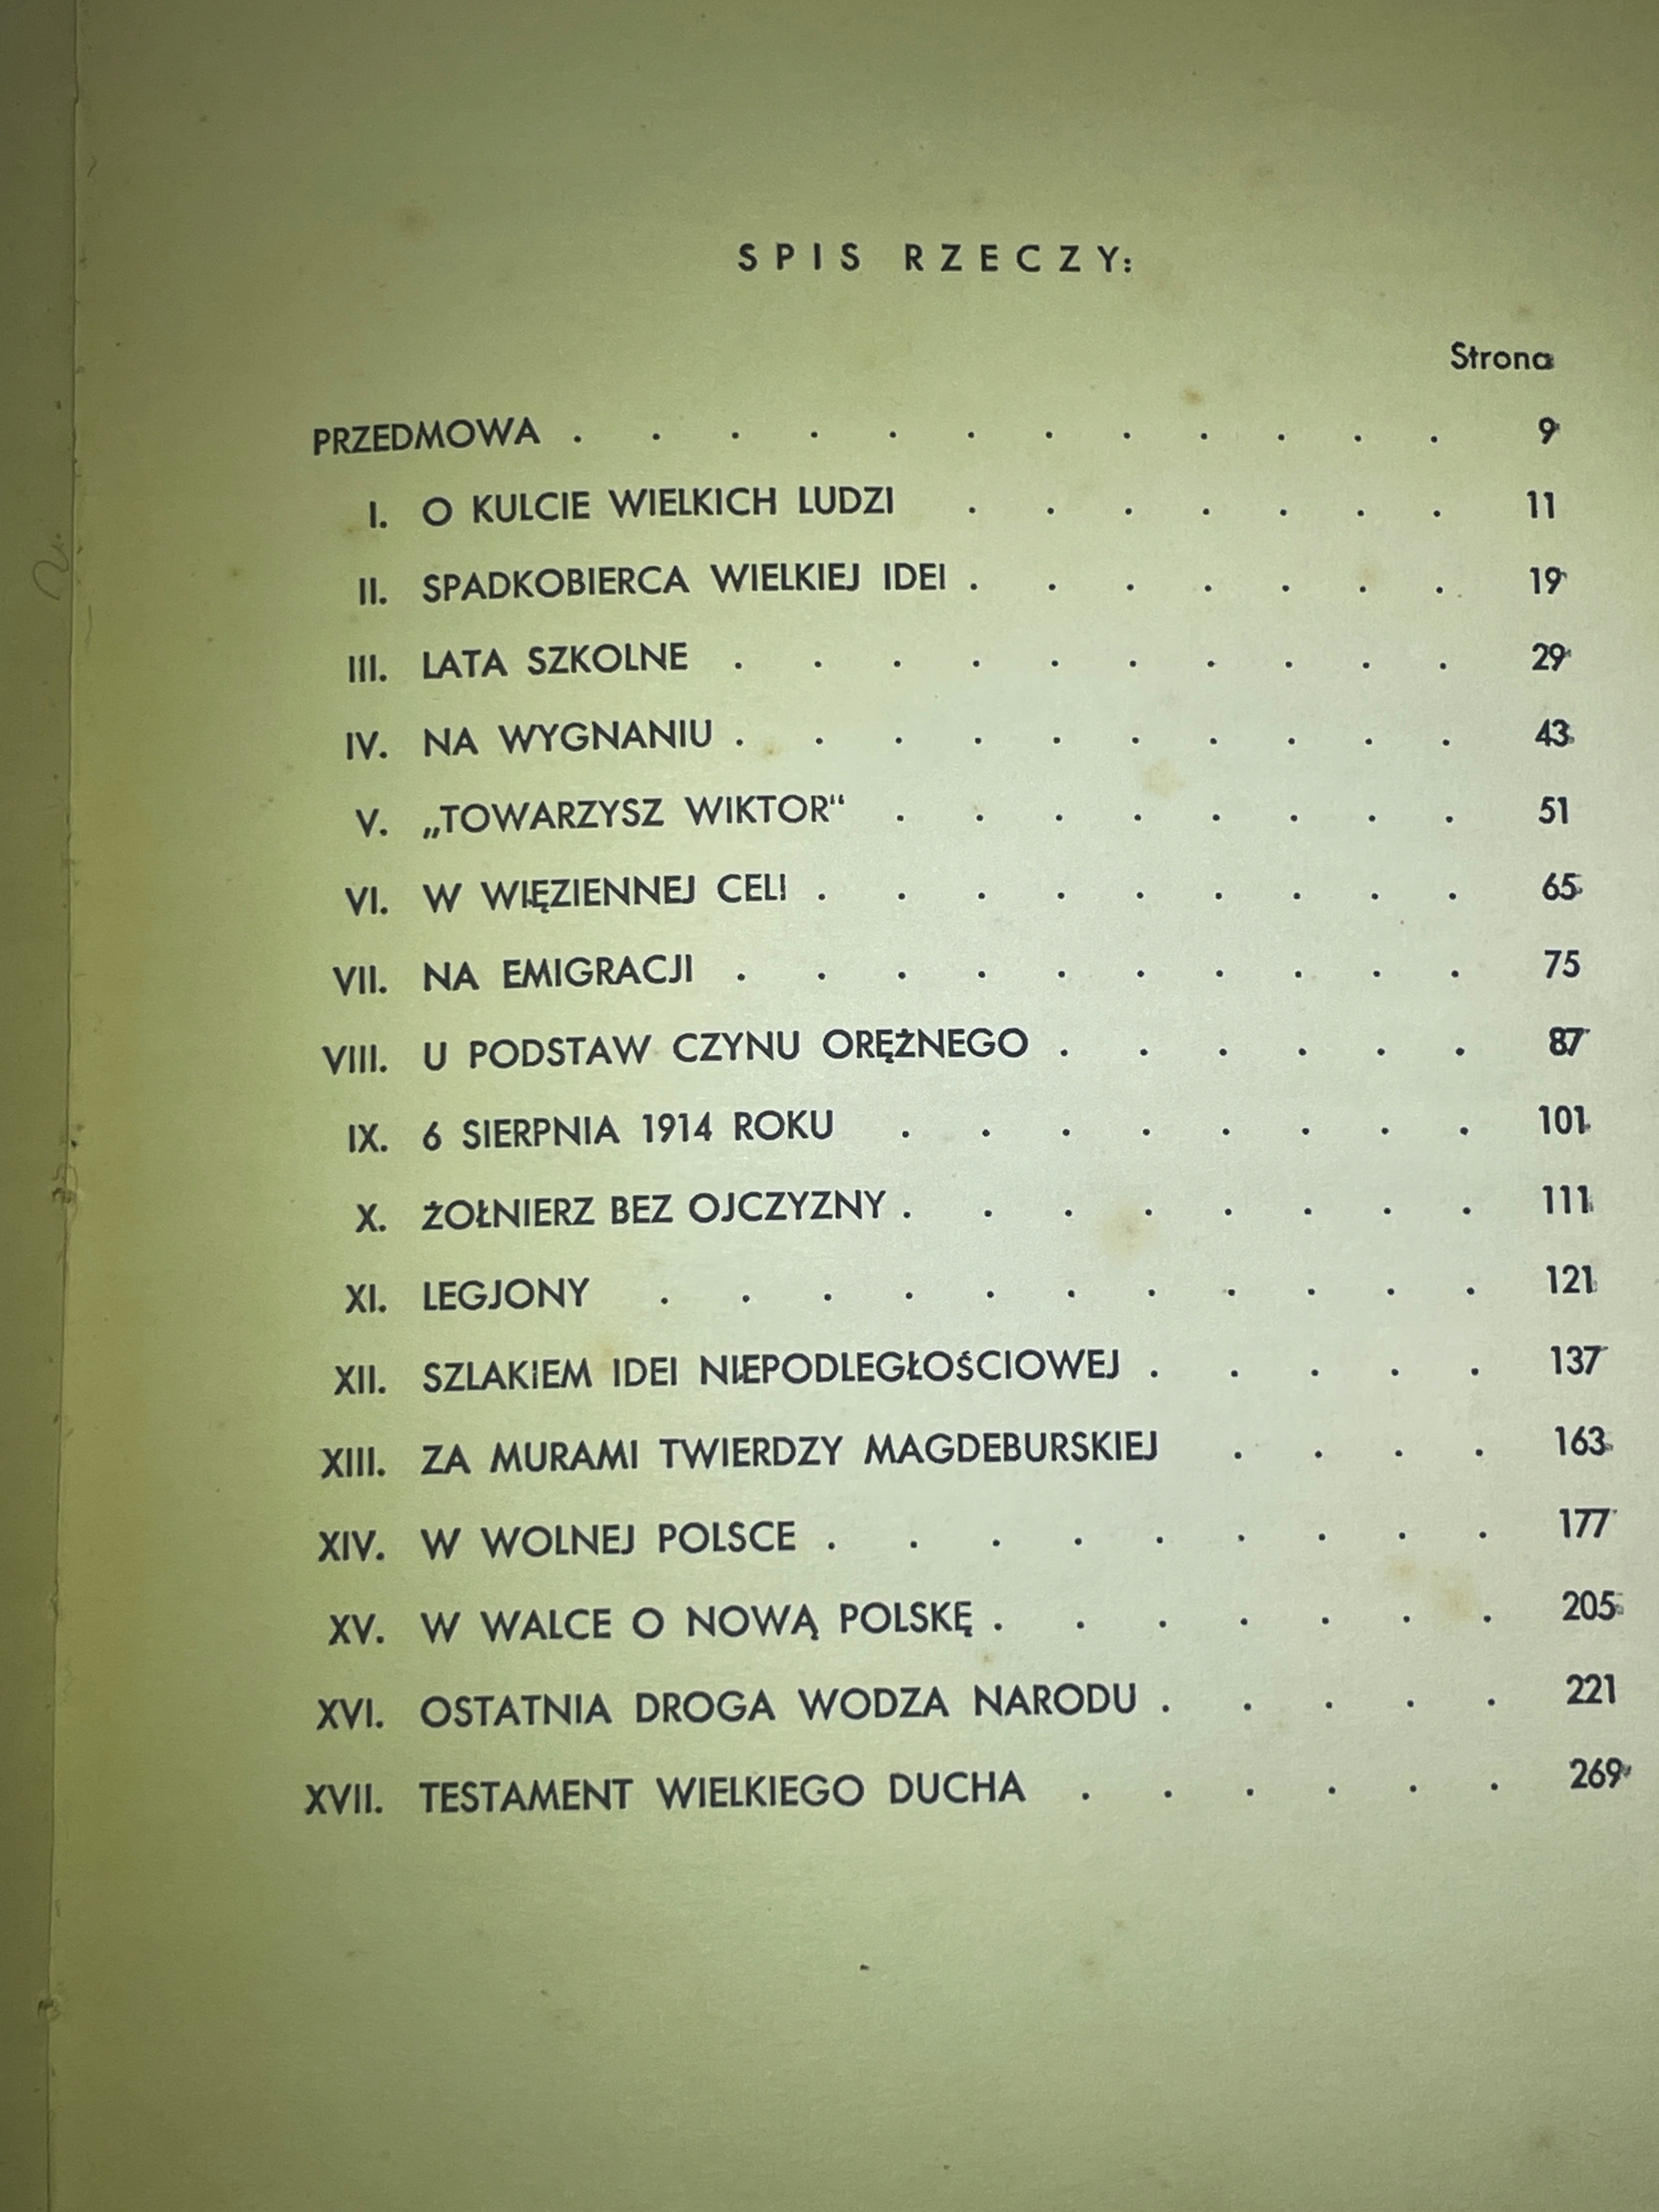 SPIS RZECZY:
Strona
PRZEDMOWA . . . . . . . . . . . . 9
I. O KULCIE WIELKICH LUDZI . . . . . . . 11
II. SPADKOBIERCA WIELKIEJ IDEI . . . . . . . 19
III. LATA SZKOLNE . . . . . . . . . . 29
IV. NA WYGNANIU . . . . . . . . . . 43
V. „TOWARZYSZ WIKTOR“ . . . . . . . . 51
VI. W WIĘZIENNEJ CELI . . . . . . . . . 65
VII. NA EMIGRACJI . . . . . . . . . . 75
VIII. U PODSTAW CZYNU ORĘŻNEGO . . . . . . 87
IX. 6 SIERPNIA 1914 ROKU . . . . . . . . 101
X. ŻOŁNIERZ BEZ OJCZYZNY . . . . . . . . 111
XI. LEGJONY . . . . . . . . . . . 121
XII. SZLAKIEM IDEI NIEPODLEGŁOŚCIOWEJ . . . . . 137
XIII. ZA MURAMI TWIERDZY MAGDEBURSKIEJ . . . . 163
XIV. W WOLNEJ POLSCE . . . . . . . . . 177
XV. W WALCE O NOWĄ POLSKĘ . . . . . . . 205
XVI. OSTATNIA DROGA WODZA NARODU . . . . . 221
XVII. TESTAMENT WIELKIEGO DUCHA . . . . . . 269